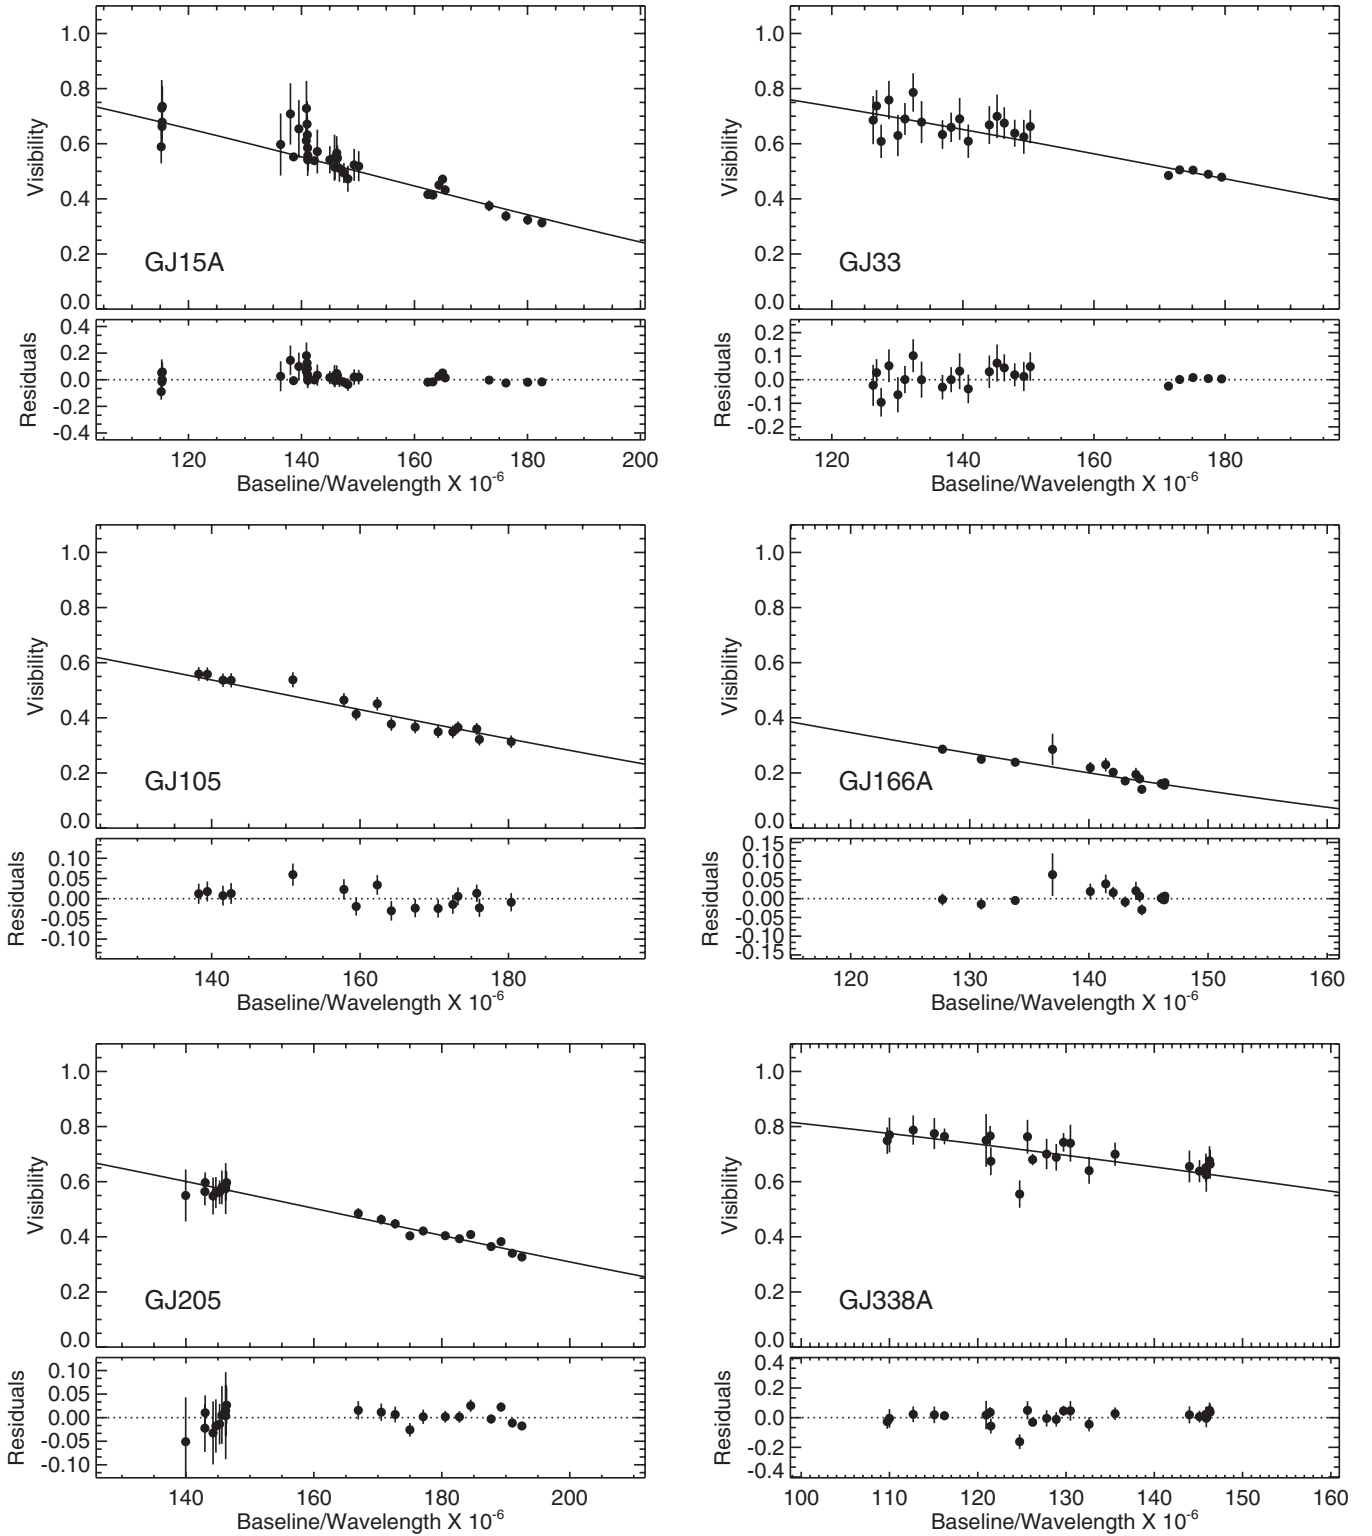 1.0
0.8
0.6
0.4
0.2
0.0
Visibility
GJ15A
0.4
0.2
0.0
-0.2
-0.4
Residuals
120 140 160 180 200
Baseline/Wavelength X 10-6
1.0
0.8
0.6
0.4
0.2
0.0
Visibility
GJ33
0.2
0.1
0.0
-0.1
-0.2
Residuals
120 140 160 180
Baseline/Wavelength X 10-6
1.0
0.8
0.6
0.4
0.2
0.0
Visibility
GJ105
0.10
0.05
0.00
-0.05
-0.10
Residuals
140 160 180
Baseline/Wavelength X 10-6
1.0
0.8
0.6
0.4
0.2
0.0
Visibility
GJ166A
0.15
0.10
0.05
0.00
-0.05
-0.10
-0.15
Residuals
120 130 140 150 160
Baseline/Wavelength X 10-6
1.0
0.8
0.6
0.4
0.2
0.0
Visibility
GJ205
0.10
0.05
0.00
-0.05
-0.10
Residuals
140 160 180 200
Baseline/Wavelength X 10-6
1.0
0.8
0.6
0.4
0.2
0.0
Visibility
GJ338A
0.4
0.2
0.0
-0.2
-0.4
Residuals
100 110 120 130 140 150 160
Baseline/Wavelength X 10-6